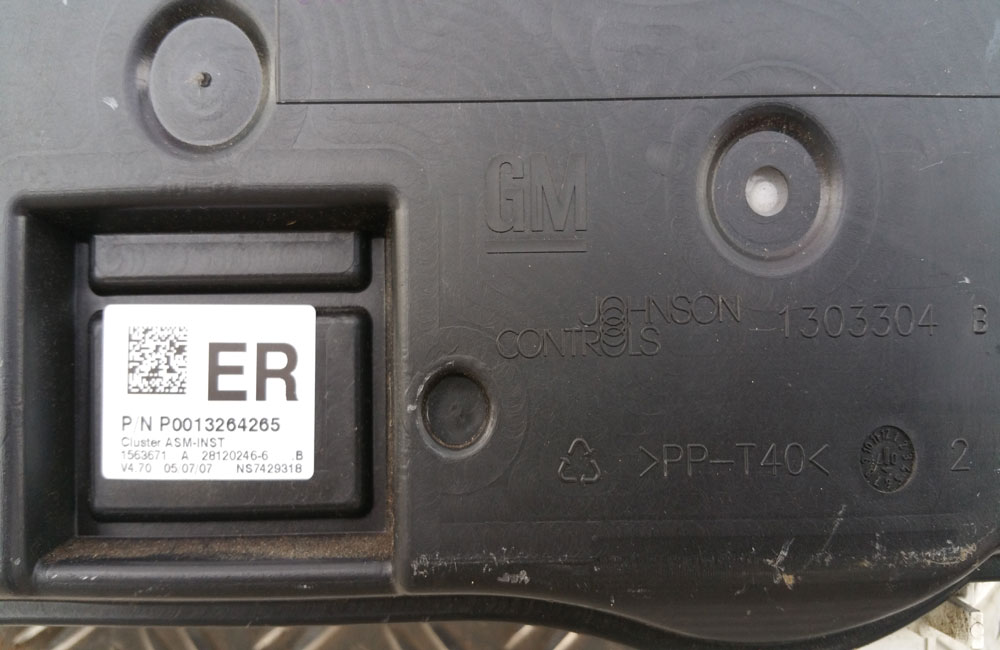 GM
JOHNSON
CONTROLS
1303304 B
ER
P/N P0013264265
Cluster ASM-INST
1563671 A 28120246-6 .B
V4.70 05.07.07 NS7429318
>PP-T40<
2